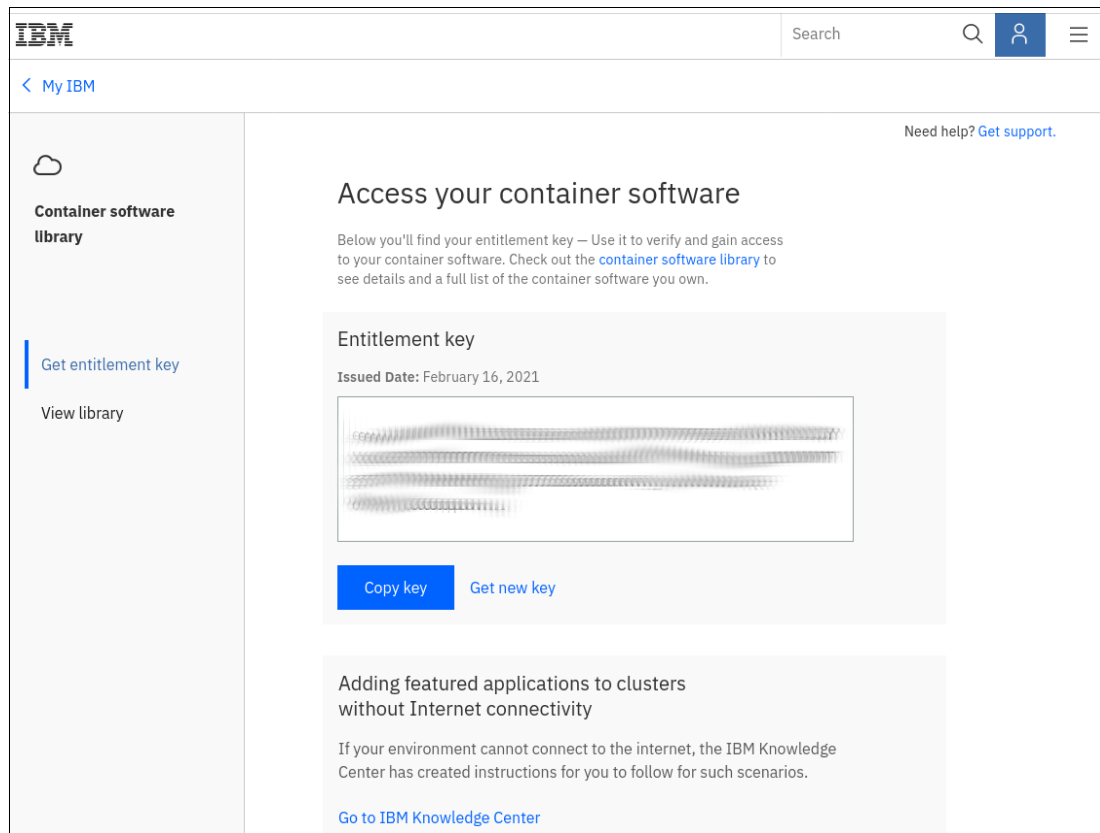 IBM
Search
My IBM
Need help? Get support.
Container software
library
Get entitlement key
View library
Access your container software
Below you'll find your entitlement key — Use it to verify and gain access
to your container software. Check out the container software library to
see details and a full list of the container software you own.
Entitlement key
Issued Date: February 16, 2021
Copy key
Get new key
Adding featured applications to clusters
without Internet connectivity
If your environment cannot connect to the internet, the IBM Knowledge
Center has created instructions for you to follow for such scenarios.
Go to IBM Knowledge Center